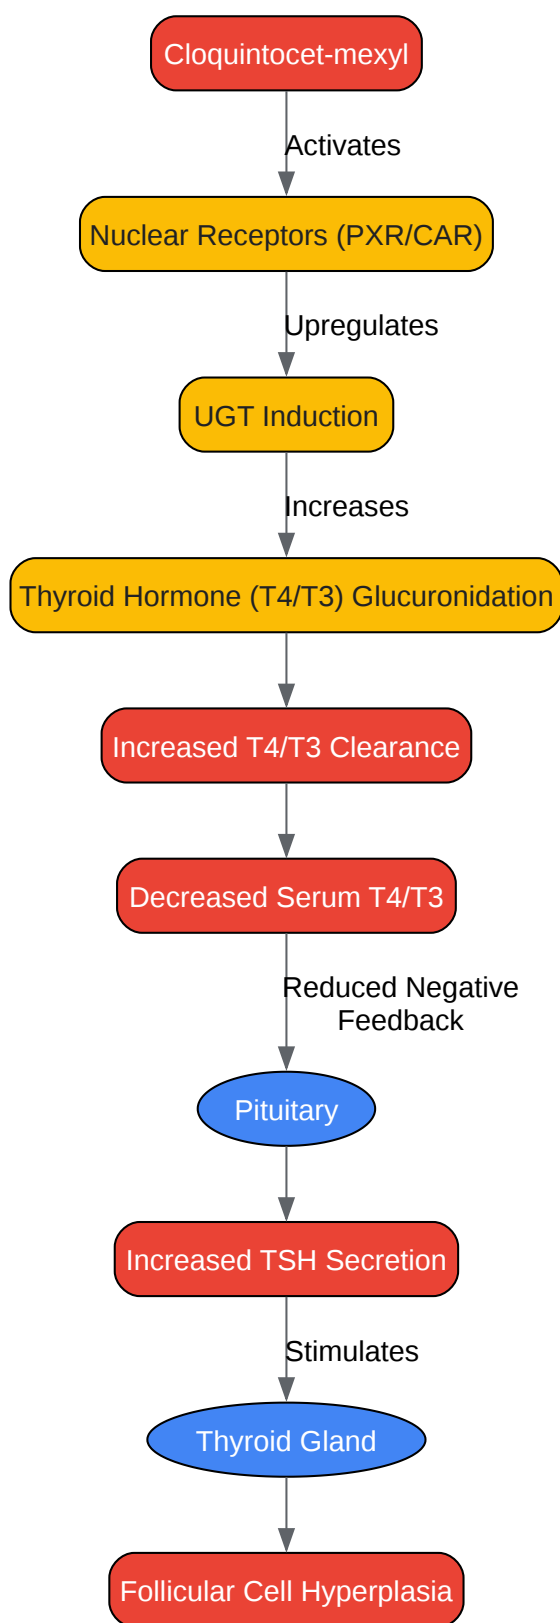 Cloquintocet-mexyl
Activates
Nuclear Receptors (PXR/CAR)
Upregulates
UGT Induction
Increases
Thyroid Hormone (T4/T3) Glucuronidation
Increased T4/T3 Clearance
Decreased Serum T4/T3
Reduced Negative
Feedback
Pituitary
Increased TSH Secretion
Stimulates
Thyroid Gland
Follicular Cell Hyperplasia